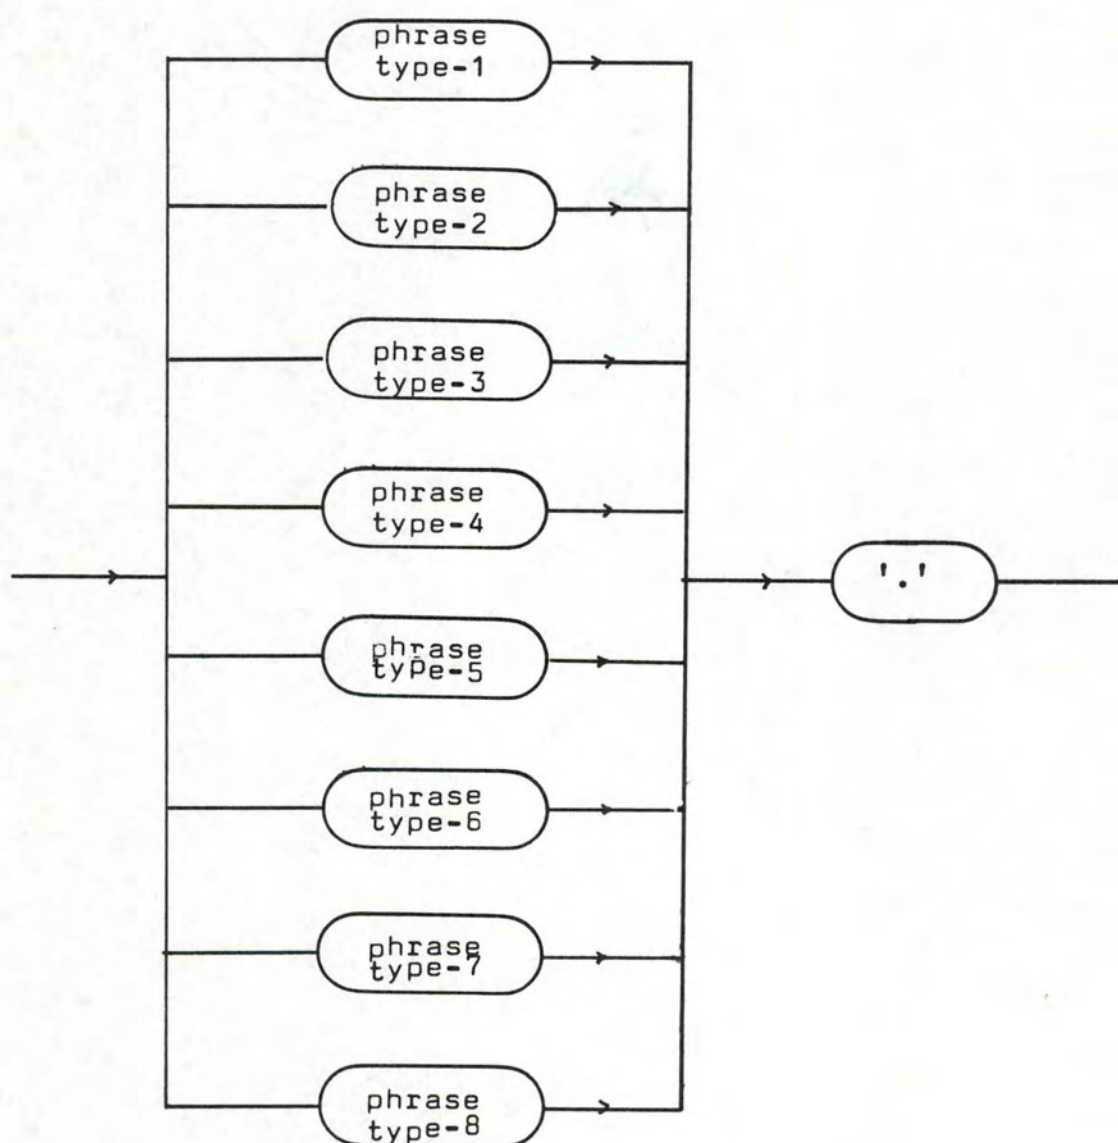 phrase
type-1
phrase
type-2
phrase
type-3
phrase
type-4
phrase
type-5
phrase
type-6
phrase
type-7
phrase
type-8
'.'